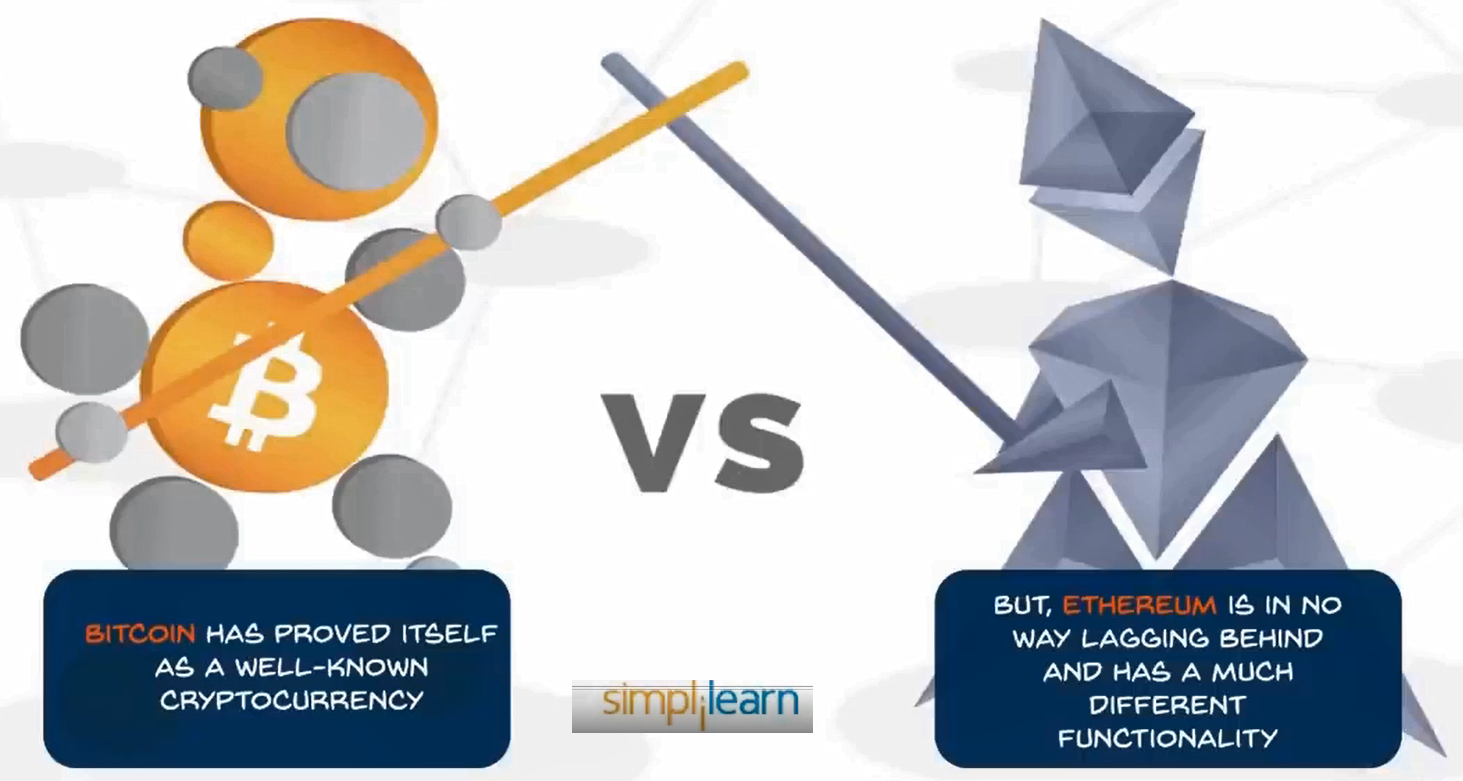 VS
BITCOIN HAS PROVED ITSELF
AS A WELL-KNOWN
CRYPTOCURRENCY
simplilearn
BUT, ETHEREUM IS IN NO
WAY LAGGING BEHIND
AND HAS A MUCH
DIFFERENT
FUNCTIONALITY